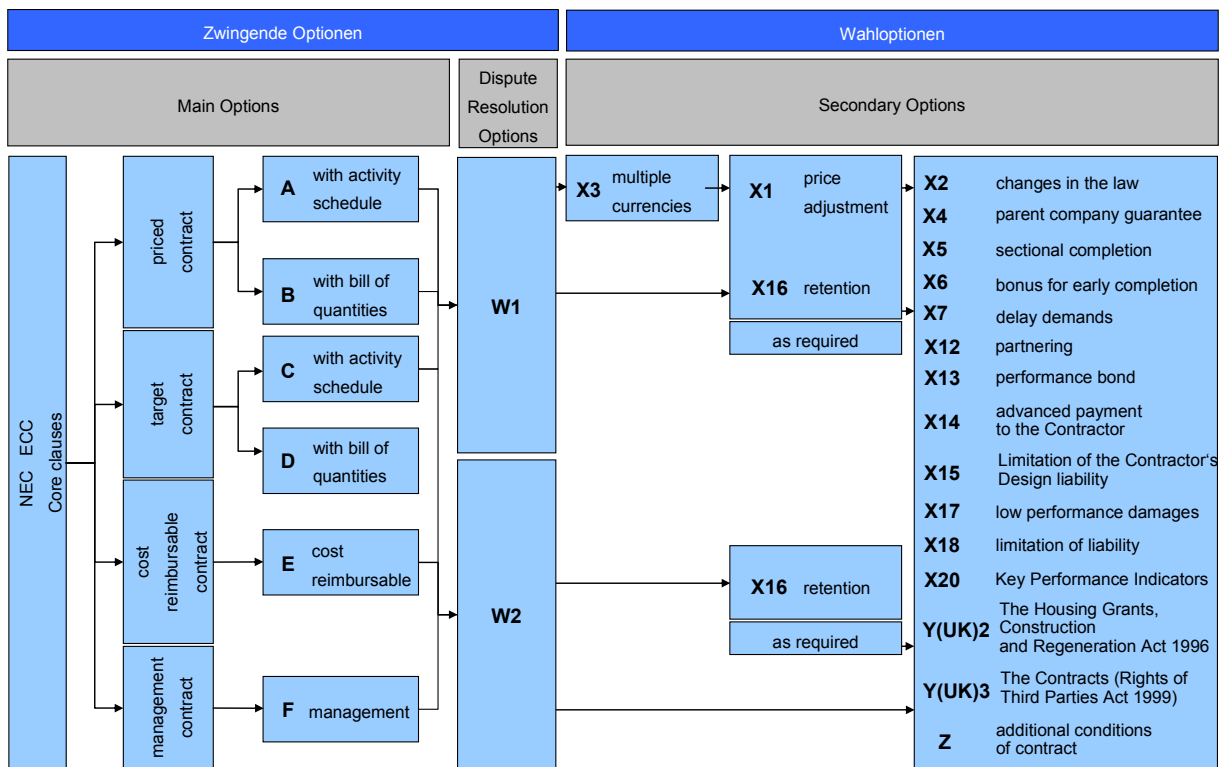 Zwingende Optionen
Wahloptionen
Main Options
Dispute
Resolution
Options
Secondary Options
NEC ECC
Core clauses
priced
contract
target
contract
cost
reimbursable
contract
management
contract
A with activity
schedule
B with bill of
quantities
C with activity
schedule
D with bill of
quantities
E cost
reimbursable
F management
W1
W2
X3 multiple
currencies
X1 price
adjustment
X16 retention
as required
X16 retention
as required
X2 changes in the law
X4 parent company guarantee
X5 sectional completion
X6 bonus for early completion
X7 delay demands
X12 partnering
X13 performance bond
X14 advanced payment
to the Contractor
X15 Limitation of the Contractor‘s
Design liability
X17 low performance damages
X18 limitation of liability
X20 Key Performance Indicators
Y(UK)2 The Housing Grants,
Construction
and Regeneration Act 1996
Y(UK)3 The Contracts (Rights of
Third Parties Act 1999)
Z additional conditions
of contract